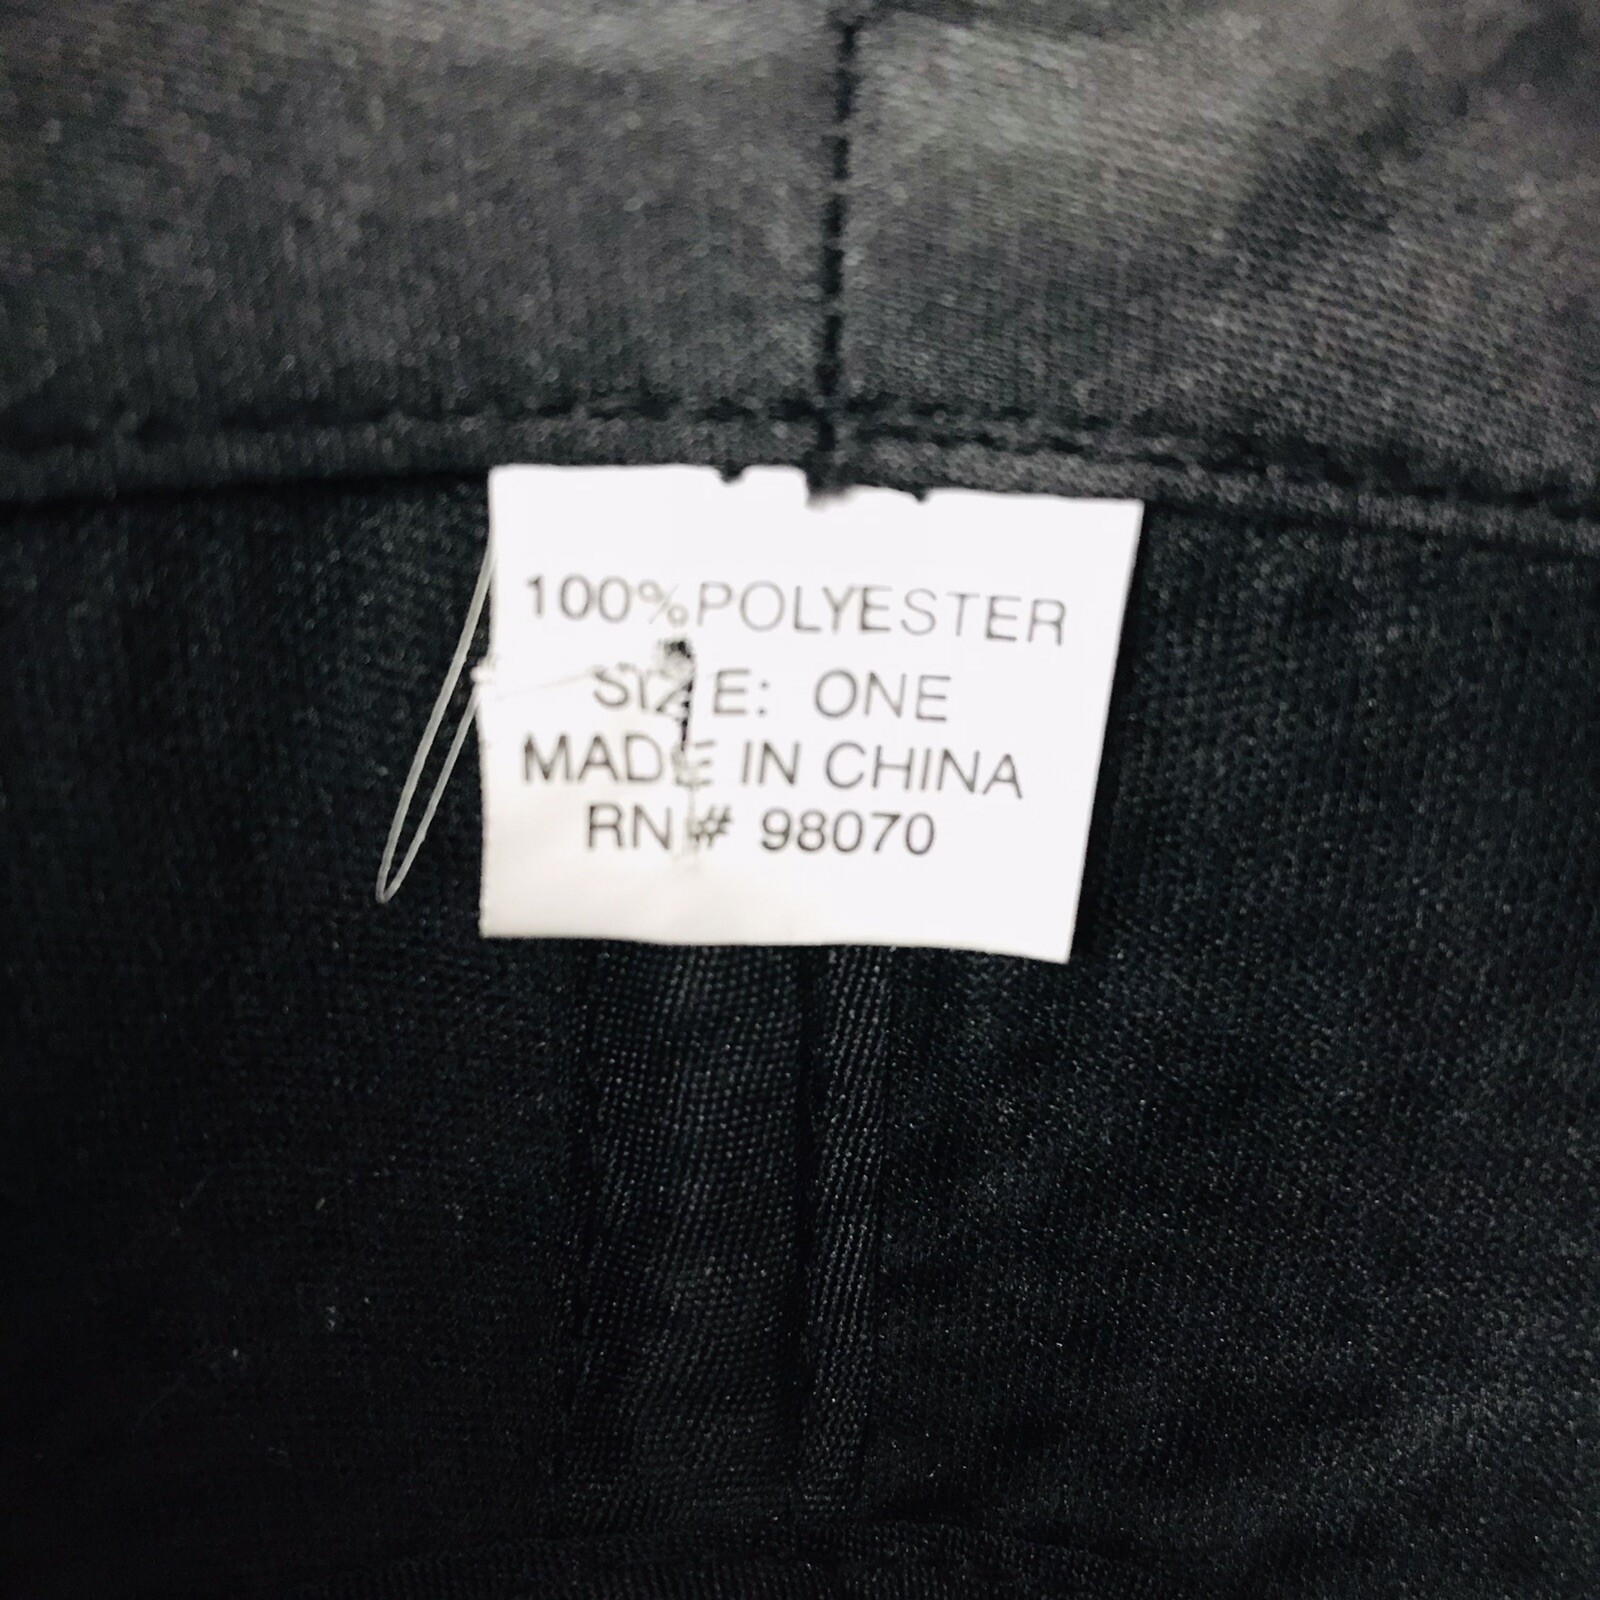 100%POLYESTER
SIZE: ONE
MADE IN CHINA
RN# 98070